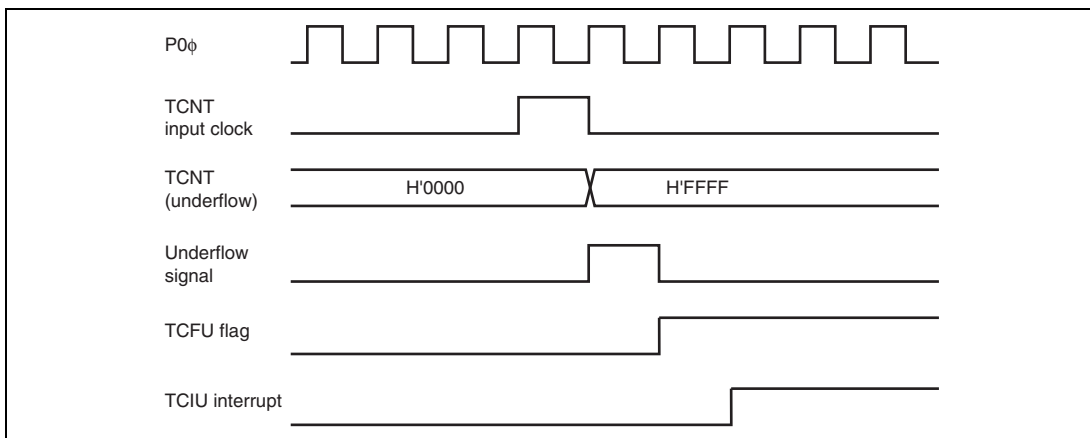 P0ϕ
TCNT
input clock
TCNT
(underflow)
H'0000
H'FFFF
Underflow
signal
TCFU flag
TCIU interrupt